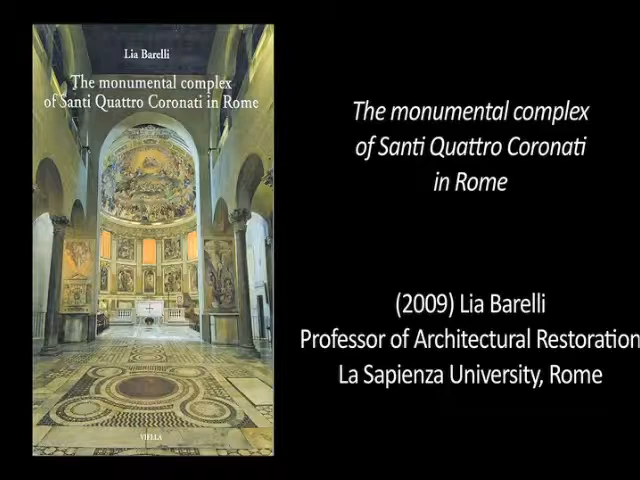 Lia Barelli
The monumental complex
of Santi Quattro Coronati in Rome
VIELLA
The monumental complex
of Santi Quattro Coronati
in Rome
(2009) Lia Barelli
Professor of Architectural Restoration
La Sapienza University, Rome